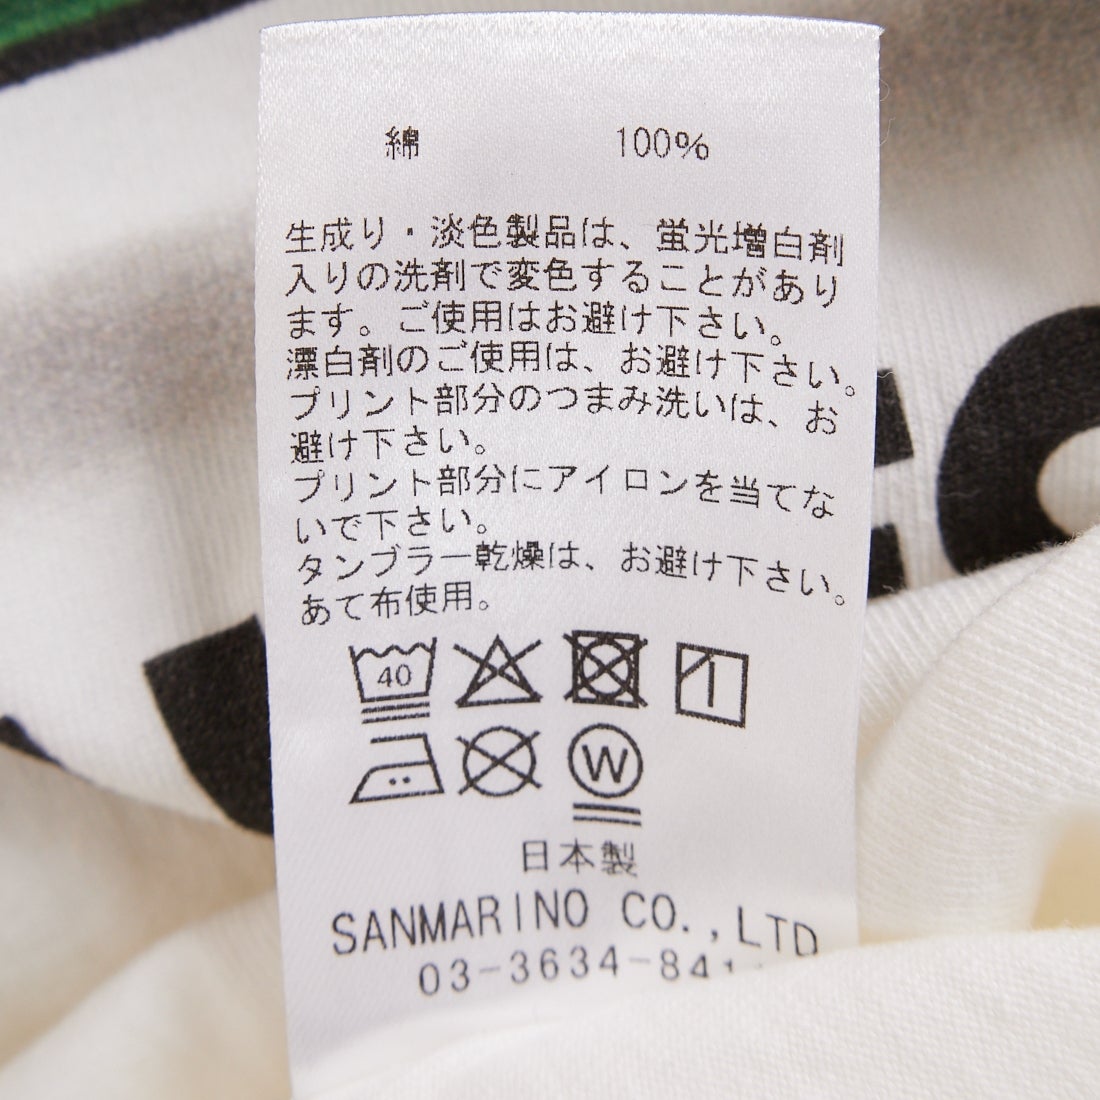 綿 100%
生成り・淡色製品は、蛍光増白剤
入りの洗剤で変色することがあり
ます。ご使用はお避け下さい。
漂白剤のご使用は、お避け下さい。
プリント部分のつまみ洗いは、お
避け下さい。
プリント部分にアイロンを当てな
いで下さい。
タンブラー乾燥は、お避け下さい。
あて布使用。
40
W
日本製
SANMARINO CO.,LTD